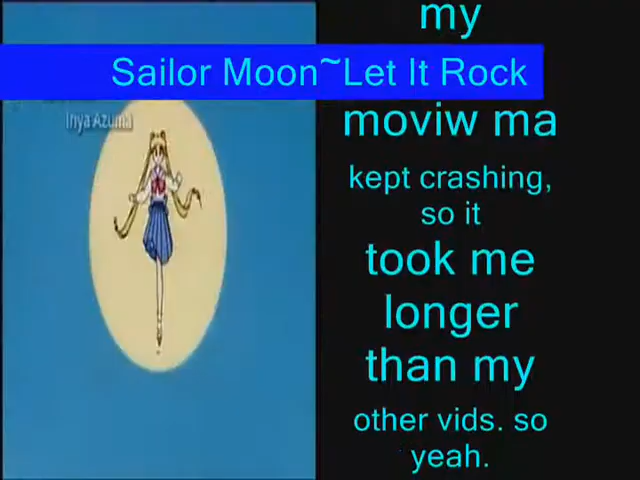 my
Sailor Moon~Let It Rock
Inya Azuma
moviw ma
kept crashing,
so it
took me
longer
than my
other vids. so
yeah.